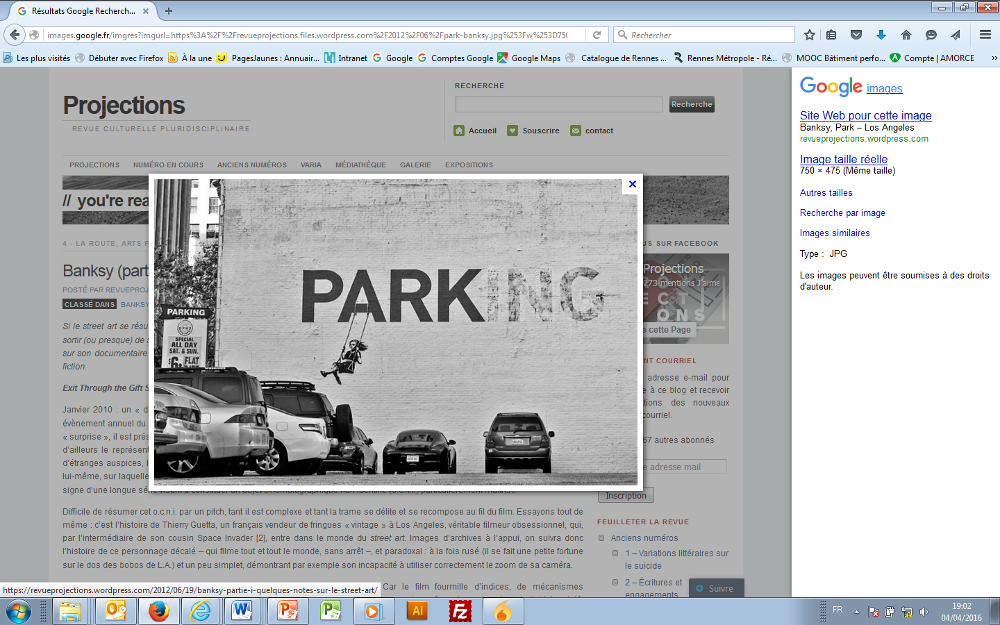 Résultats Google Recherch...
images.google.fr/imgres?imgurl=https%3A%2F%2Frevueprojections.files.wordpress.com%2F2012%2F06%2Fpark-banksy.jpg%253Fw%253D750
Rechercher
Les plus visités Débuter avec Firefox À la une PagesJaunes : Annuair... Intranet Google Comptes Google Google Maps Catalogue de Rennes ... Rennes Métropole - Ré... MOOC Bâtiment perfo... Compte | AMORCE »
Projections
REVUE CULTURELLE PLURIDISCIPLINAIRE
RECHERCHE
Recherche
Accueil Souscrire contact
PROJECTIONS NUMÉRO EN COURS ANCIENS NUMÉROS VARIA MÉDIATHÈQUE GALERIE EXPOSITIONS
// you're rea
4 - LA ROUTE, ARTS P
Banksy (part
POSTÉ PAR REVUEPROJ
CLASSÉ DANS BANKSY
Si le street art se résu
sortir (ou presque) de s
sur son documentaire
fiction.
Exit Through the Gift S
Janvier 2010 : un « d
évènement annuel du
« surprise », il est prés
d'ailleurs le représent
d'étranges auspices, l
lui-même, sur laquelle
signe d'une longue série visant à constituer un objet cinématographique non identifié (o.c.n.i.) particulièrement maîtrisé.
Difficile de résumer cet o.c.n.i. par un pitch, tant il est complexe et tant la trame se délite et se recompose au fil du film. Essayons tout de
même : c'est l'histoire de Thierry Guetta, un français vendeur de fringues « vintage » à Los Angeles, véritable filmeur obsessionnel, qui,
par l'intermédiaire de son cousin Space Invader [2], entre dans le monde du street art. Images d'archives à l'appui, on suivra donc
l'histoire de ce personnage décalé – qui filme tout et tout le monde, sans arrêt –, et paradoxal : à la fois rusé (il se fait une petite fortune
sur le dos des bobos de L.A.) et un peu simplet, démontrant par exemple son incapacité à utiliser correctement le zoom de sa caméra.
Car le film fourmille d'indices, de mécanismes
PARKING
PARKING
SPECIAL
ALL DAY
SAT. & SUN.
$6. FLAT
US SUR FACEBOOK
Projections
273 mentions J'aime
ECT
ONS
e cette Page
NT COURRIEL
adresse e-mail pour
e à ce blog et recevoir
tions des nouveaux
courriel.
67 autres abonnés
e adresse mail
Inscription
FEUILLETER LA REVUE
Anciens numéros
1 – Variations littéraires sur
le suicide
2 – Écritures et
engagements
Suivre
Google images
Site Web pour cette image
Banksy, Park – Los Angeles
revueprojections.wordpress.com
Image taille réelle
750 × 475 (Même taille)
Autres tailles
Recherche par image
Images similaires
Type : JPG
Les images peuvent être soumises à des droits
d'auteur.
https://revueprojections.wordpress.com/2012/06/19/banksy-partie-i-quelques-notes-sur-le-street-art/
Ai
Fz
FR
19:02
04/04/2016